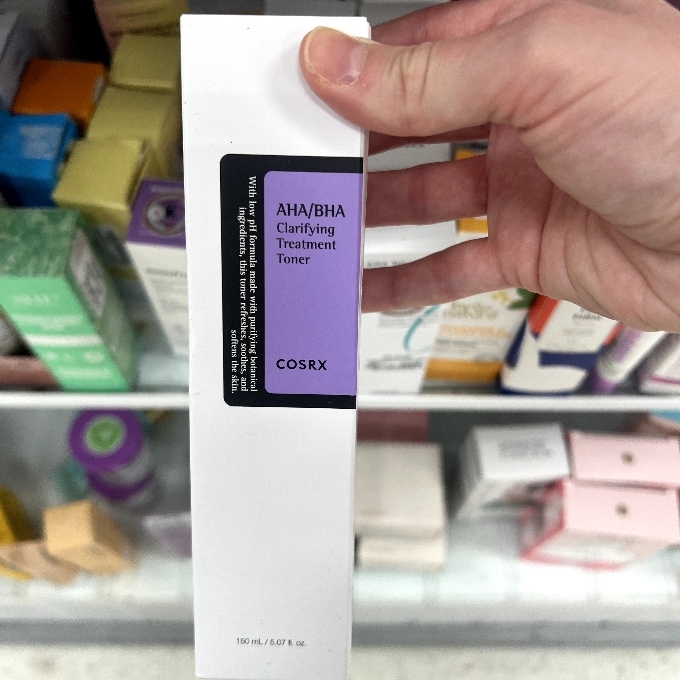 AHA/BHA
Clarifying
Treatment
Toner
COSRX
With low pH formula made with purifying botanical
ingredients, this toner refreshes, soothes, and
softens the skin.
150 mL / 5.07 fl. oz.